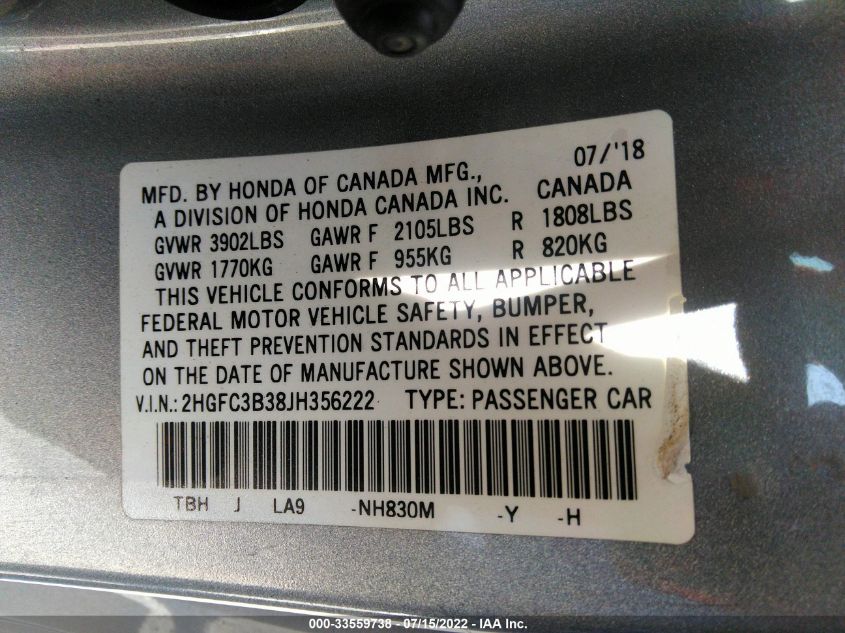 07/'18
MFD. BY HONDA OF CANADA MFG.,
A DIVISION OF HONDA CANADA INC. CANADA
GVWR 3902LBS GAWR F 2105LBS R 1808LBS
GVWR 1770KG GAWR F 955KG R 820KG
THIS VEHICLE CONFORMS TO ALL APPLICABLE
FEDERAL MOTOR VEHICLE SAFETY, BUMPER,
AND THEFT PREVENTION STANDARDS IN EFFECT
ON THE DATE OF MANUFACTURE SHOWN ABOVE.
V.I.N.: 2HGFC3B38JH356222 TYPE: PASSENGER CAR
TBH J LA9 -NH830M -Y -H
000-33559738 - 07/15/2022 - IAA Inc.